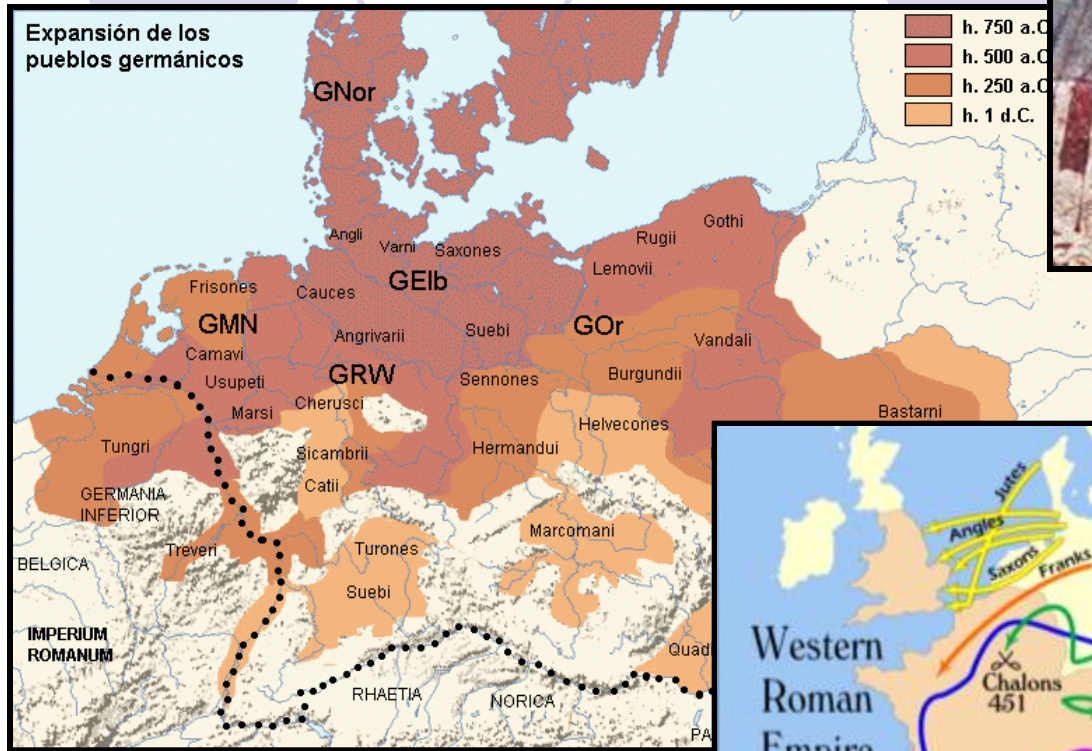 Expansión de los
pueblos germánicos
h. 750 a.C
h. 500 a.C
h. 250 a.C
h. 1 d.C.
GNor
Angli
Varni
Saxones
Rugii
Gothi
Lemovii
Frisones
Cauces
GElb
GMN
Angrivarii
Suebi
GOr
Vandali
Camavi
Usupeti
GRW
Sennones
Burgundii
Marsi
Cherusci
Bastarni
Tungri
Sicambrii
Hermandui
Helvecones
Catii
GERMANIA
INFERIOR
Treveri
Turones
Marcomani
BELGICA
Suebi
IMPERIUM
ROMANUM
Quad
RHAETIA
NORICA
PA
Jutes
Angles
Saxons
Franks
Western
Roman
Empire
Chalons
451